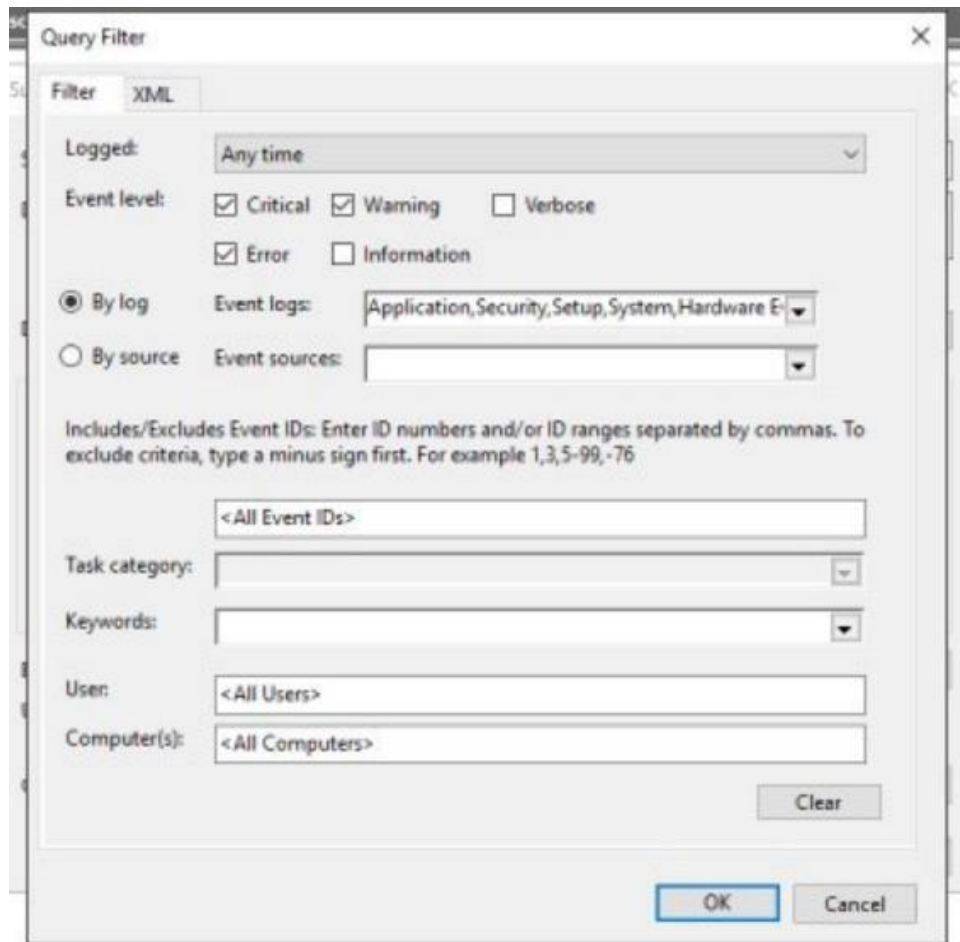 Query Filter
Filter XML
Logged: Any time
Event level: Critical Warning Verbose
Error Information
By log Event logs: Application,Security,Setup,System,Hardware E
By source Event sources:
Includes/Excludes Event IDs: Enter ID numbers and/or ID ranges separated by commas. To
exclude criteria, type a minus sign first. For example 1,3,5-99,-76
<All Event IDs>
Task category:
Keywords:
User: <All Users>
Computer(s): <All Computers>
Clear
OK Cancel